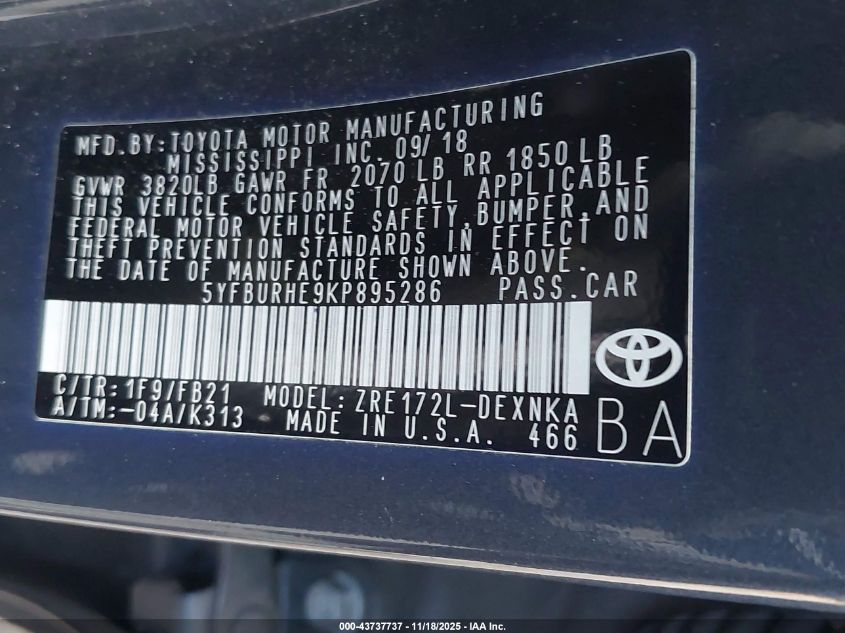 MFD.BY:TOYOTA MOTOR MANUFACTURING
MISSISSIPPI INC. 09/18
GVWR 3820LB GAWR FR 2070 LB RR 1850 LB
THIS VEHICLE CONFORMS TO ALL APPLICABLE
FEDERAL MOTOR VEHICLE SAFETY,BUMPER,AND
THEFT PREVENTION STANDARDS IN EFFECT ON
THE DATE OF MANUFACTURE SHOWN ABOVE.
5YFBURHE9KP895286 PASS.CAR
C/TR:1F9/FB21 MODEL:ZRE172L-DEXNKA
A/TM:-04A/K313 MADE IN U.S.A. 466
BA
000-43737737 - 11/18/2025 - IAA Inc.